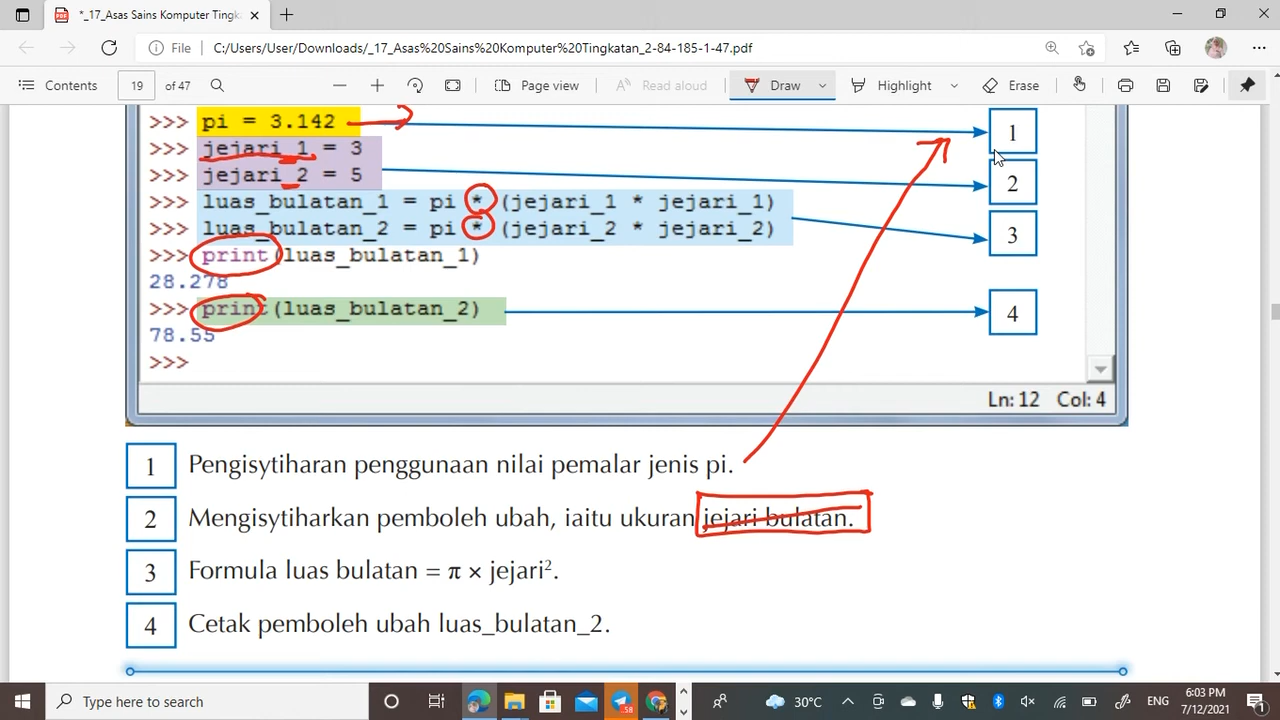 *_17_Asas Sains Komputer Tingka
File C:/Users/User/Downloads/_17_Asas%20Sains%20Komputer%20Tingkatan_2-84-185-1-47.pdf
Contents 19 of 47 Page view Read aloud Draw Highlight Erase
>>> pi = 3.142 1
>>> jejari_1 = 3
>>> jejari_2 = 5 2
>>> luas_bulatan_1 = pi * (jejari_1 * jejari_1)
>>> luas_bulatan_2 = pi * (jejari_2 * jejari_2) 3
>>> print(luas_bulatan_1)
28.278
>>> print(luas_bulatan_2) 4
78.55
>>>
Ln: 12 Col: 4
1 Pengisytiharan penggunaan nilai pemalar jenis pi.
2 Mengisytiharkan pemboleh ubah, iaitu ukuran jejari bulatan.
3 Formula luas bulatan = π × jejari².
4 Cetak pemboleh ubah luas_bulatan_2.
Type here to search 58 30°C ENG 6:03 PM
7/12/2021 1